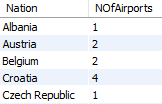 Nation NOfAirports
Albania 1
Austria 2
Belgium 2
Croatia 4
Czech Republic 1